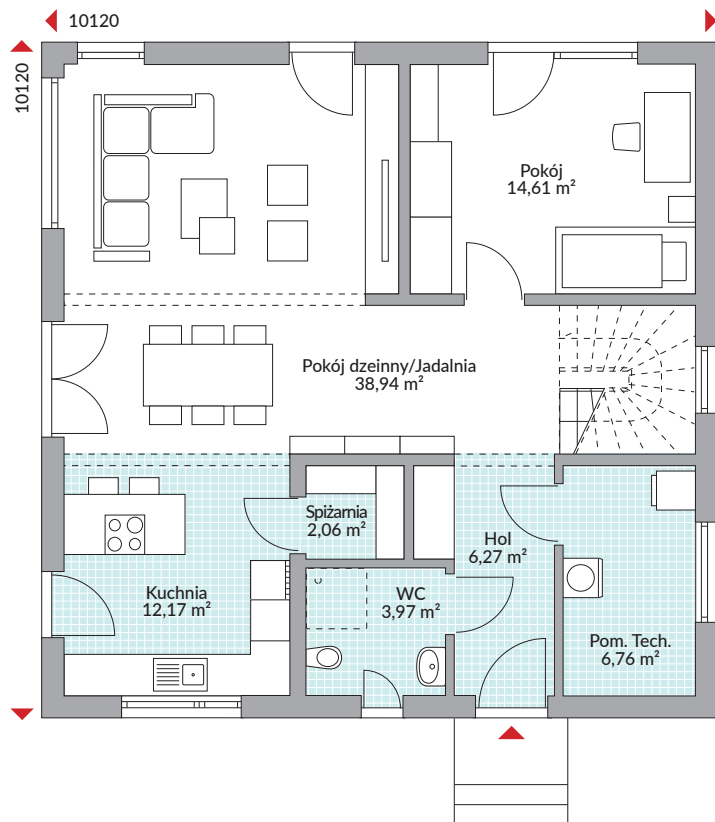 10120
10120
Pokój
14,61 m²
Pokój dzeinny/Jadalnia
38,94 m²
Spiżarnia
2,06 m²
Hol
6,27 m²
Kuchnia
12,17 m²
WC
3,97 m²
Pom. Tech.
6,76 m²